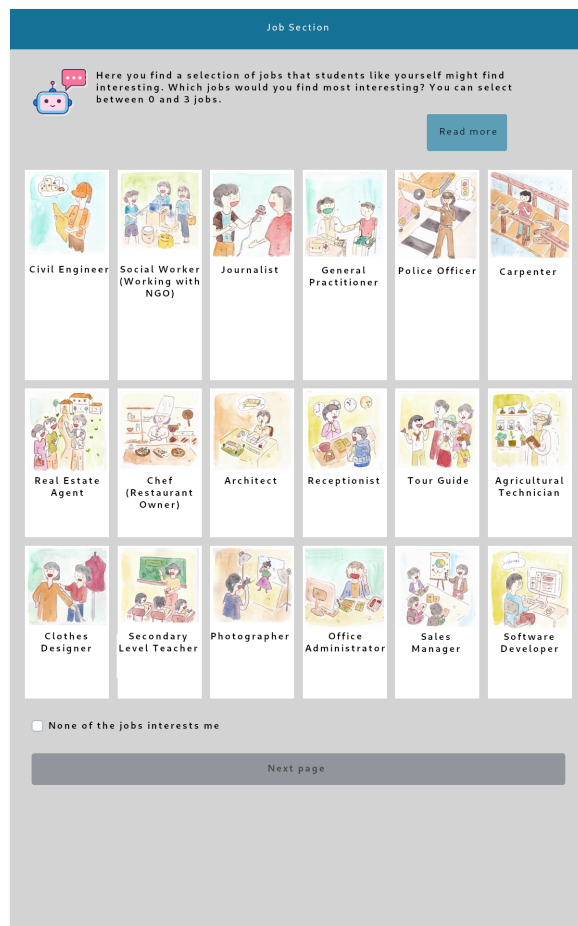 Job Section
Here you find a selection of jobs that students like yourself might find
interesting. Which jobs would you find most interesting? You can select
between 0 and 3 jobs.
Read more
Civil Engineer
Social Worker
(Working with
NGO)
Journalist
General
Practitioner
Police Officer
Carpenter
Real Estate
Agent
Chef
(Restaurant
Owner)
Architect
Receptionist
Tour Guide
Agricultural
Technician
Clothes
Designer
Secondary
Level Teacher
Photographer
Office
Administrator
Sales
Manager
Software
Developer
None of the jobs interests me
Next page